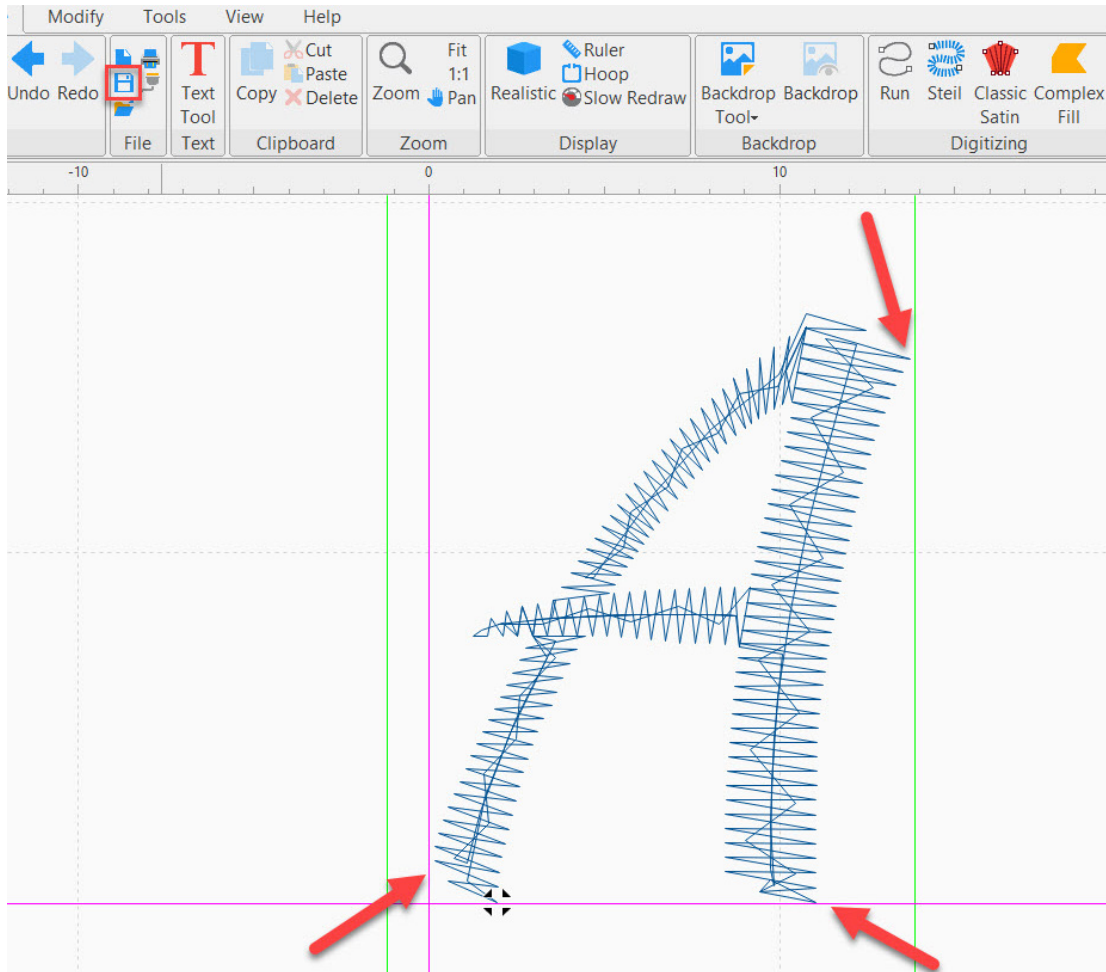 Modify Tools View Help
Undo Redo Text Tool Copy Cut Paste Delete Zoom Fit 1:1 Pan Realistic Ruler Hoop Slow Redraw Backdrop Tool Backdrop Run Steil Classic Satin Complex Fill
File Text Clipboard Zoom Display Backdrop Digitizing
-10 0 10